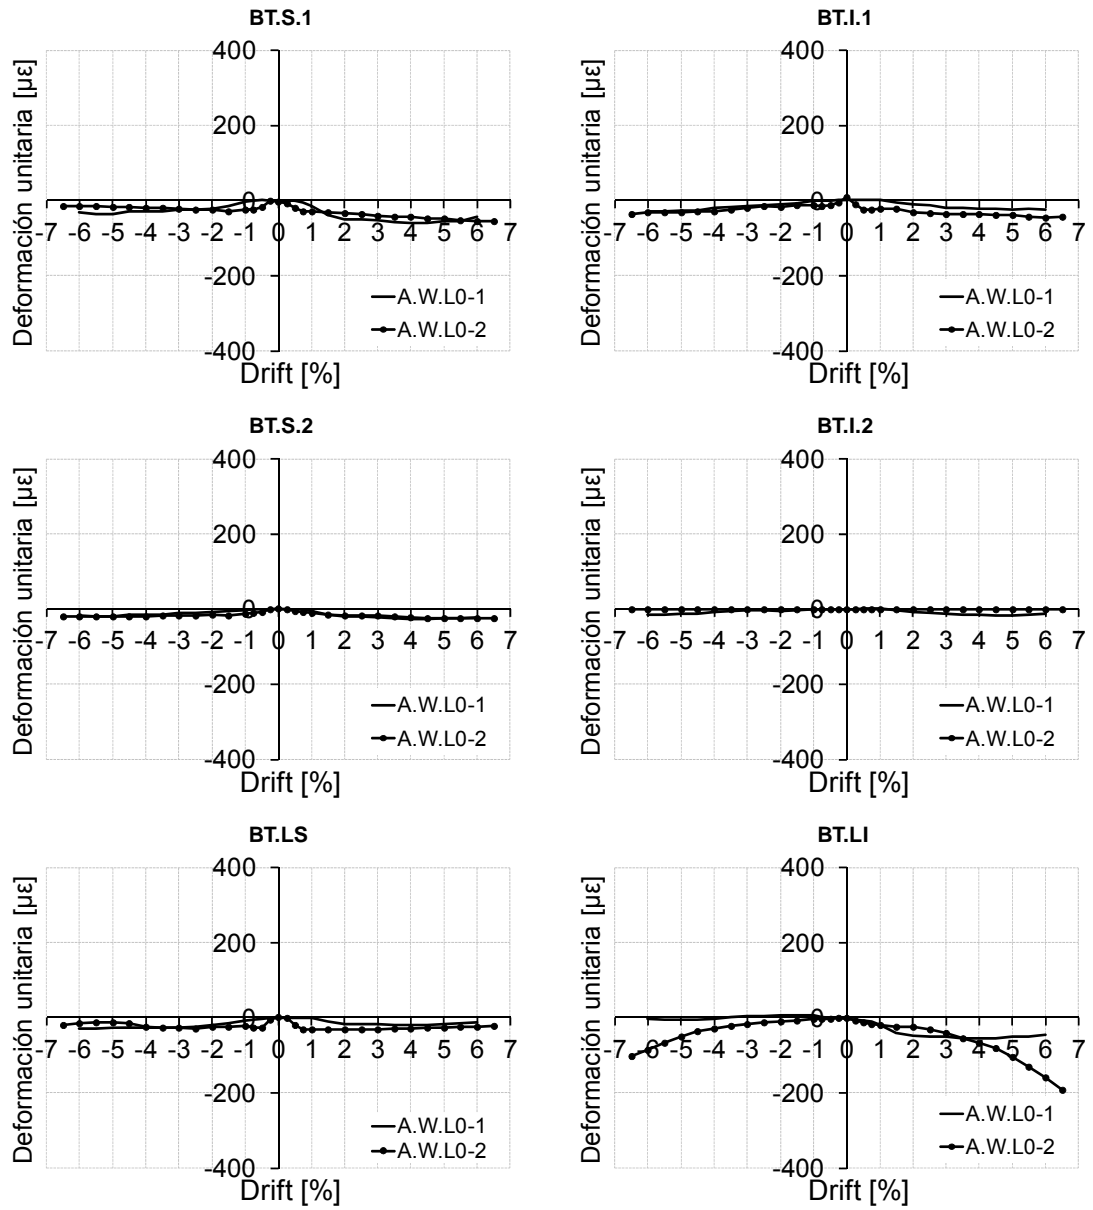 BT.S.1
Deformación unitaria [µε]
400
200
0
-200
-400
-7 -6 -5 -4 -3 -2 -1 0 1 2 3 4 5 6 7
A.W.L0-1
A.W.L0-2
Drift [%]
BT.I.1
Deformación unitaria [µε]
400
200
0
-200
-400
-7 -6 -5 -4 -3 -2 -1 0 1 2 3 4 5 6 7
A.W.L0-1
A.W.L0-2
Drift [%]
BT.S.2
Deformación unitaria [µε]
400
200
0
-200
-400
-7 -6 -5 -4 -3 -2 -1 0 1 2 3 4 5 6 7
A.W.L0-1
A.W.L0-2
Drift [%]
BT.I.2
Deformación unitaria [µε]
400
200
0
-200
-400
-7 -6 -5 -4 -3 -2 -1 0 1 2 3 4 5 6 7
A.W.L0-1
A.W.L0-2
Drift [%]
BT.LS
Deformación unitaria [µε]
400
200
0
-200
-400
-7 -6 -5 -4 -3 -2 -1 0 1 2 3 4 5 6 7
A.W.L0-1
A.W.L0-2
Drift [%]
BT.LI
Deformación unitaria [µε]
400
200
0
-200
-400
-7 -6 -5 -4 -3 -2 -1 0 1 2 3 4 5 6 7
A.W.L0-1
A.W.L0-2
Drift [%]